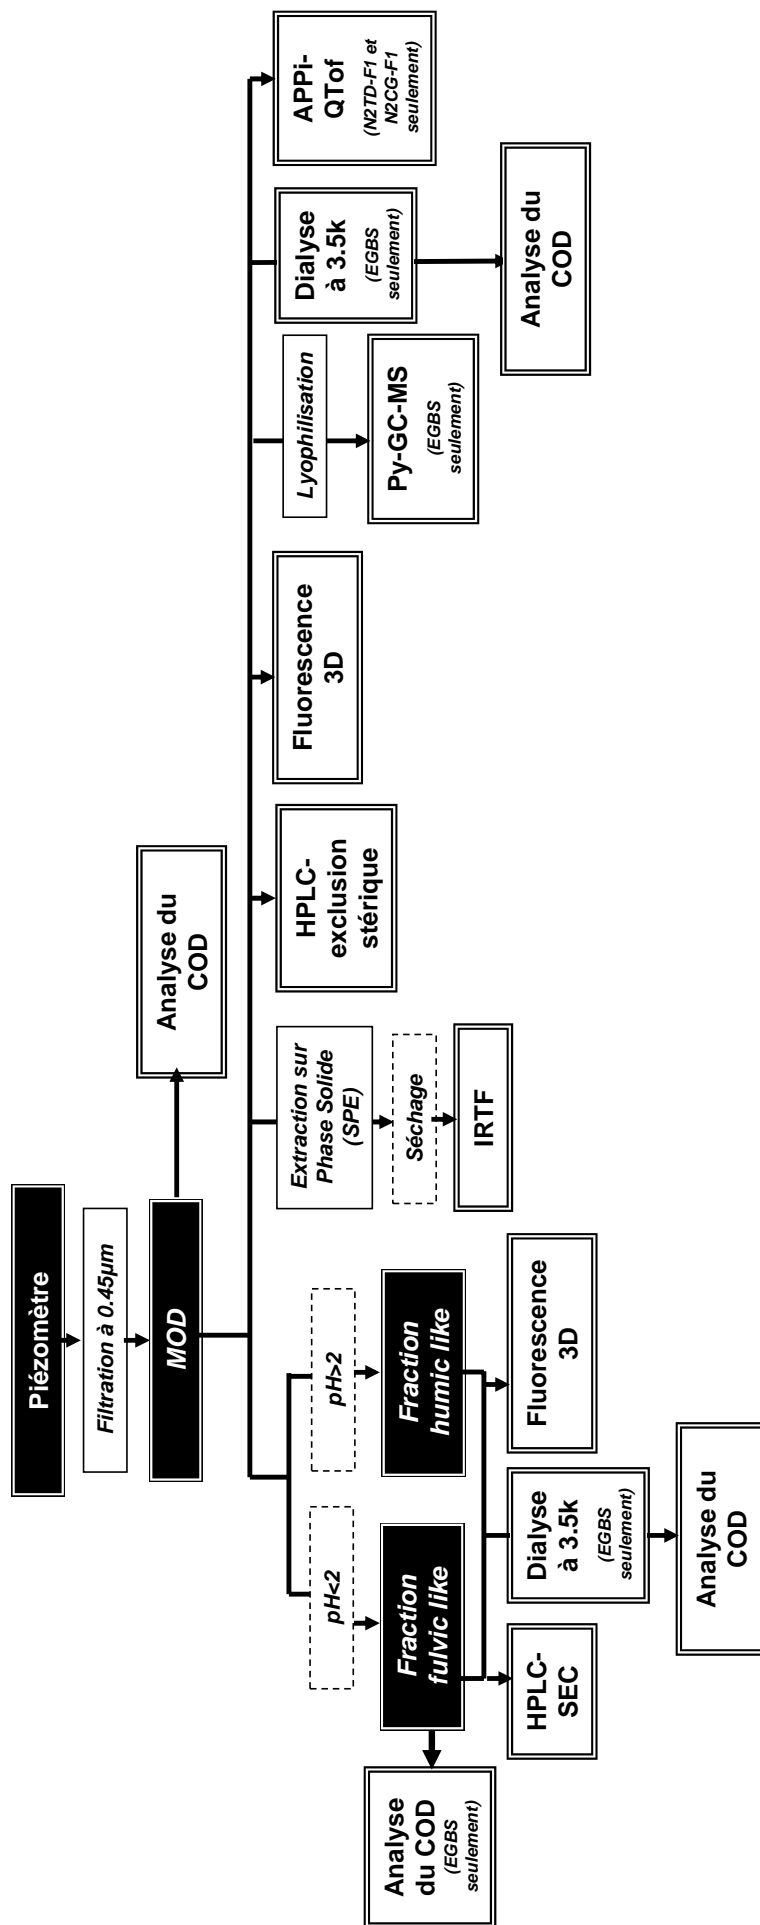 Piézomètre
Filtration à 0.45µm
MOD
Analyse du
COD
pH<2
pH>2
Fraction
fulvic like
Fraction
humic like
Analyse
du COD
(EGBS
seulement)
HPLC-
SEC
Dialyse
à 3.5k
(EGBS
seulement)
Analyse du
COD
Fluorescence
3D
Extraction sur
Phase Solide
(SPE)
Séchage
IRTF
HPLC-
exclusion
stérique
Fluorescence
3D
Lyophilisation
Py-GC-MS
(EGBS
seulement)
Dialyse
à 3.5k
(EGBS
seulement)
Analyse du
COD
APPi-
QTof
(N2TD-F1 et
N2CG-F1
seulement)